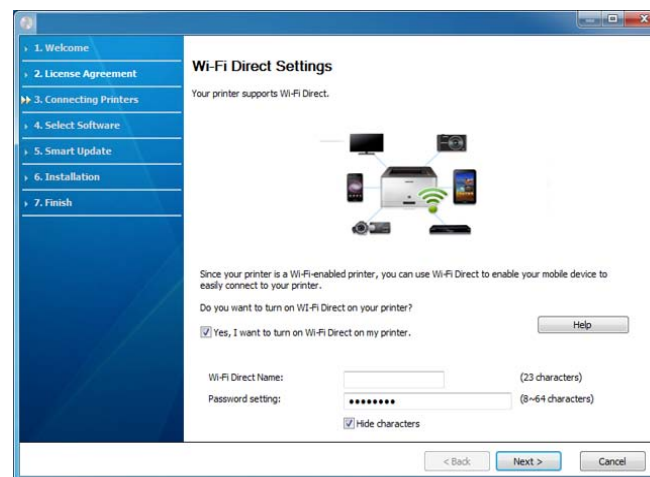 1. Welcome
2. License Agreement
3. Connecting Printers
4. Select Software
5. Smart Update
6. Installation
7. Finish
Wi-Fi Direct Settings
Your printer supports Wi-Fi Direct.
Since your printer is a Wi-Fi-enabled printer, you can use Wi-Fi Direct to enable your mobile device to
easily connect to your printer.
Do you want to turn on WI-Fi Direct on your printer?
Yes, I want to turn on Wi-Fi Direct on my printer.
Help
Wi-Fi Direct Name: (23 characters)
Password setting: •••••••• (8~64 characters)
Hide characters
< Back Next > Cancel